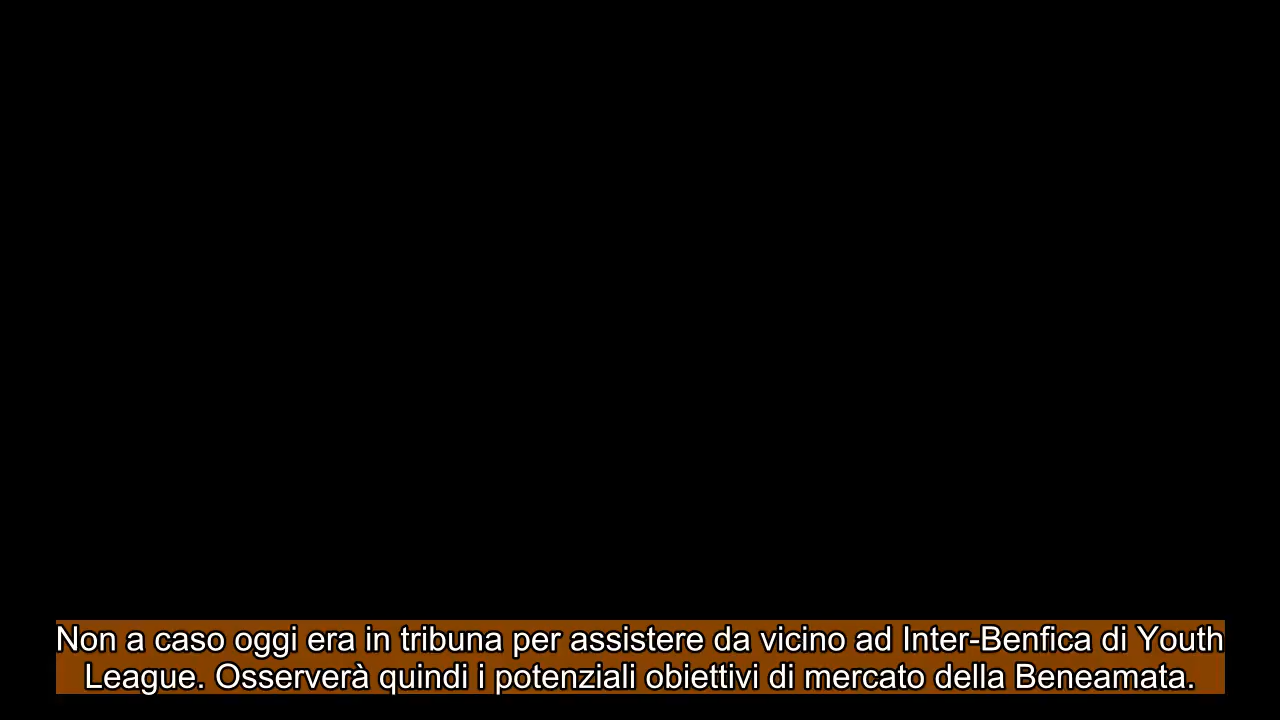 Non a caso oggi era in tribuna per assistere da vicino ad Inter-Benfica di Youth
League. Osserverà quindi i potenziali obiettivi di mercato della Beneamata.